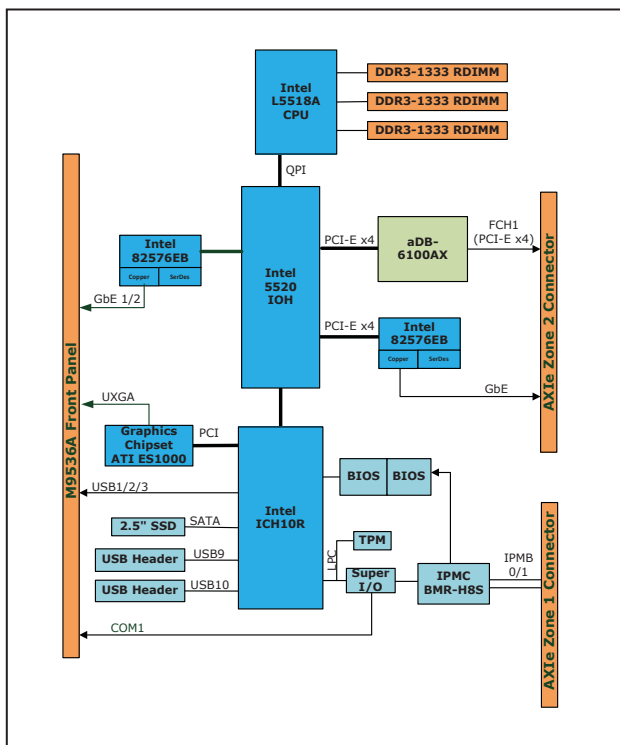 Intel
L5518A
CPU
DDR3-1333 RDIMM
DDR3-1333 RDIMM
DDR3-1333 RDIMM
QPI
Intel
82576EB
Copper SerDes
GbE 1/2
Intel
5520
IOH
PCI-E x4
aDB-
6100AX
FCH1
(PCI-E x4)
PCI-E x4
Intel
82576EB
Copper SerDes
GbE
AXIe Zone 2 Connector
M9536A Front Panel
UXGA
Graphics
Chipset
ATI ES1000
PCI
USB1/2/3
2.5" SSD
SATA
USB Header
USB9
USB Header
USB10
COM1
Intel
ICH10R
BIOS BIOS
TPM
LPC
Super
I/O
IPMC
BMR-H8S
IPMB
0/1
AXIe Zone 1 Connector